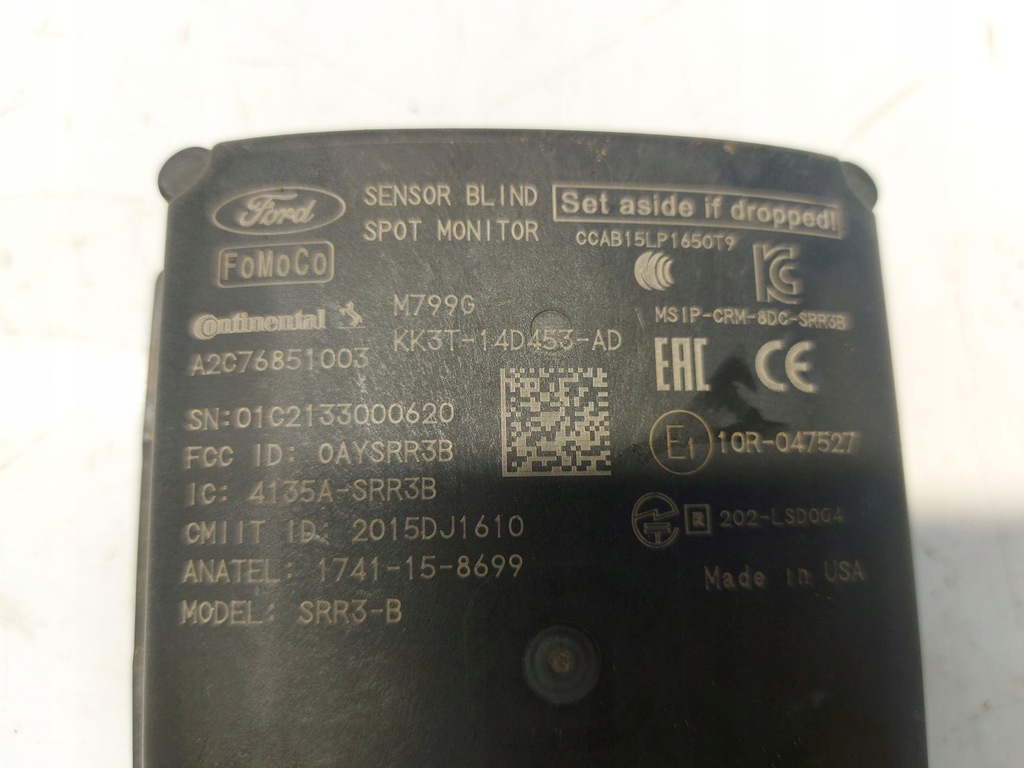 Ford
SENSOR BLIND
SPOT MONITOR
Set aside if dropped!
CCAB15LP1650T9
FoMoCo
Continental
M799G
MSIP-CRM-8DC-SRR3B
A2C76851003
KK3T-14D453-AD
EAC
CE
SN:01C2133000620
FCC ID: OAYSRR3B
E1 10R-047527
IC: 4135A-SRR3B
CMIIT ID: 2015DJ1610
R 202-LSD004
ANATEL: 1741-15-8699
Made in USA
MODEL: SRR3-B
G